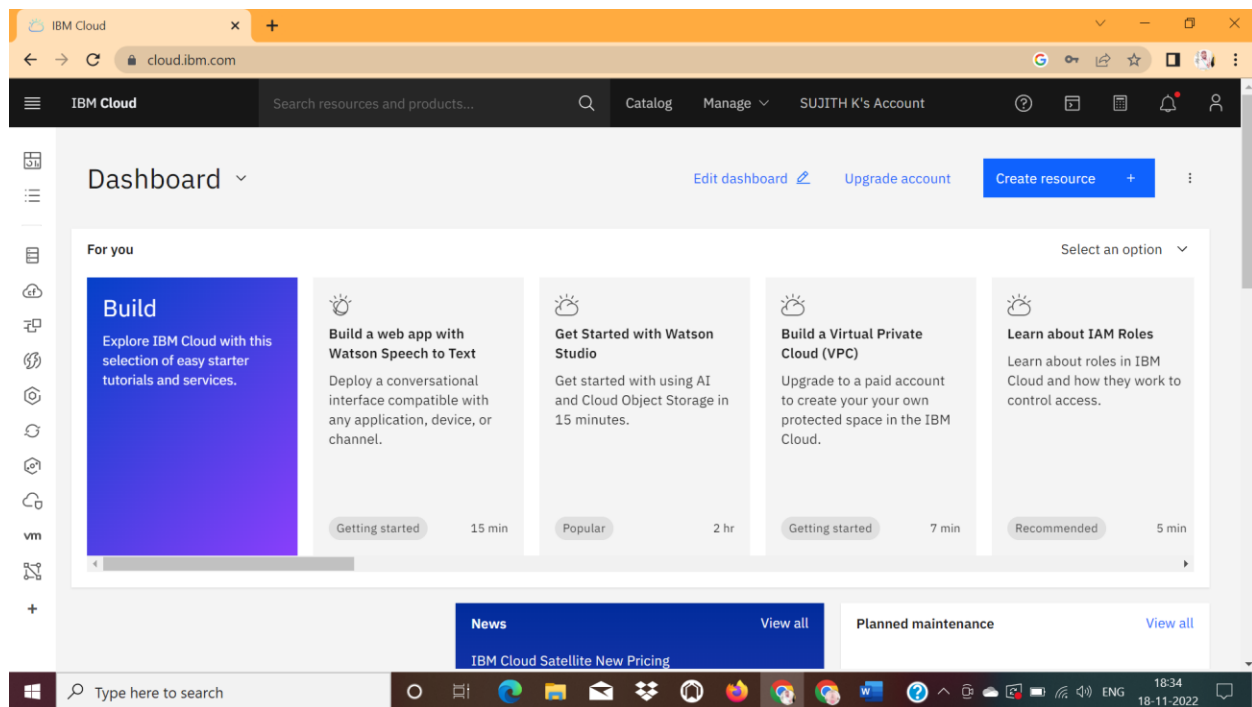 IBM Cloud
cloud.ibm.com
IBM Cloud
Search resources and products...
Catalog
Manage
SUJITH K's Account
Dashboard
Edit dashboard
Upgrade account
Create resource +
For you
Select an option
Build
Explore IBM Cloud with this
selection of easy starter
tutorials and services.
Build a web app with
Watson Speech to Text
Deploy a conversational
interface compatible with
any application, device, or
channel.
Getting started
15 min
Get Started with Watson
Studio
Get started with using AI
and Cloud Object Storage in
15 minutes.
Popular
2 hr
Build a Virtual Private
Cloud (VPC)
Upgrade to a paid account
to create your your own
protected space in the IBM
Cloud.
Getting started
7 min
Learn about IAM Roles
Learn about roles in IBM
Cloud and how they work to
control access.
Recommended
5 min
vm
News
View all
IBM Cloud Satellite New Pricing
Planned maintenance
View all
Type here to search
ENG
18:34
18-11-2022